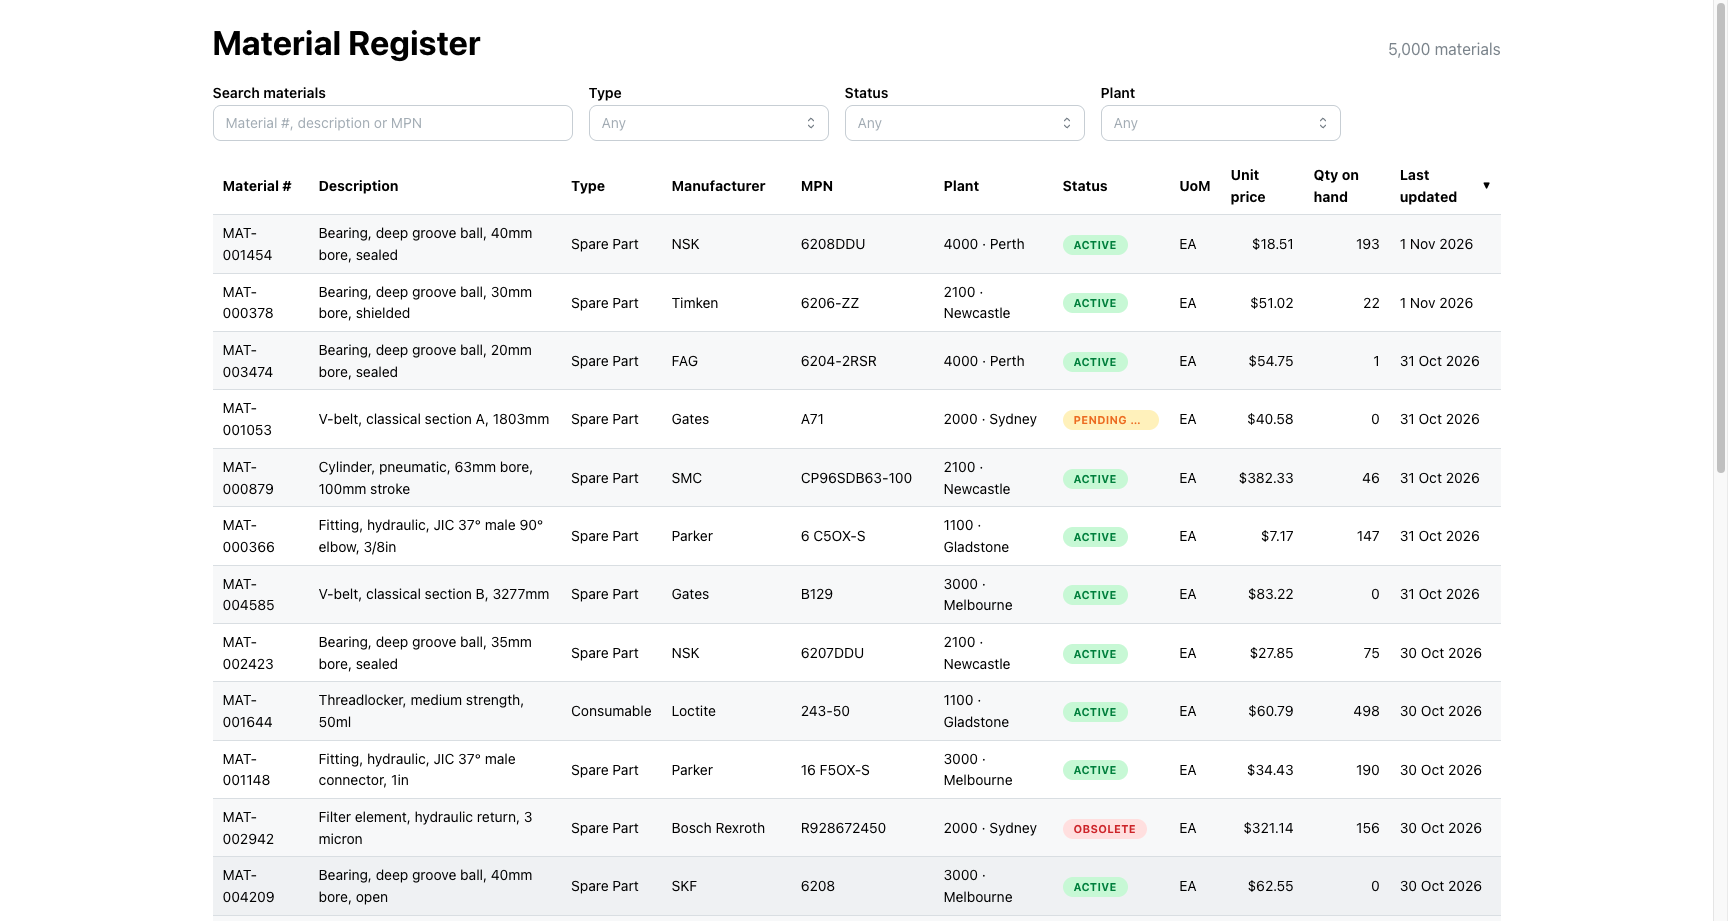 Material Register
5,000 materials
Search materials
Type
Status
Plant
Material #, description or MPN
Any
Any
Any
Material # Description Type Manufacturer MPN Plant Status UoM Unit price Qty on hand Last updated ▼
MAT-001454 Bearing, deep groove ball, 40mm bore, sealed Spare Part NSK 6208DDU 4000 · Perth ACTIVE EA $18.51 193 1 Nov 2026
MAT-000378 Bearing, deep groove ball, 30mm bore, shielded Spare Part Timken 6206-ZZ 2100 · Newcastle ACTIVE EA $51.02 22 1 Nov 2026
MAT-003474 Bearing, deep groove ball, 20mm bore, sealed Spare Part FAG 6204-2RSR 4000 · Perth ACTIVE EA $54.75 1 31 Oct 2026
MAT-001053 V-belt, classical section A, 1803mm Spare Part Gates A71 2000 · Sydney PENDING ... EA $40.58 0 31 Oct 2026
MAT-000879 Cylinder, pneumatic, 63mm bore, 100mm stroke Spare Part SMC CP96SDB63-100 2100 · Newcastle ACTIVE EA $382.33 46 31 Oct 2026
MAT-000366 Fitting, hydraulic, JIC 37° male 90° elbow, 3/8in Spare Part Parker 6 C5OX-S 1100 · Gladstone ACTIVE EA $7.17 147 31 Oct 2026
MAT-004585 V-belt, classical section B, 3277mm Spare Part Gates B129 3000 · Melbourne ACTIVE EA $83.22 0 31 Oct 2026
MAT-002423 Bearing, deep groove ball, 35mm bore, sealed Spare Part NSK 6207DDU 2100 · Newcastle ACTIVE EA $27.85 75 30 Oct 2026
MAT-001644 Threadlocker, medium strength, 50ml Consumable Loctite 243-50 1100 · Gladstone ACTIVE EA $60.79 498 30 Oct 2026
MAT-001148 Fitting, hydraulic, JIC 37° male connector, 1in Spare Part Parker 16 F5OX-S 3000 · Melbourne ACTIVE EA $34.43 190 30 Oct 2026
MAT-002942 Filter element, hydraulic return, 3 micron Spare Part Bosch Rexroth R928672450 2000 · Sydney OBSOLETE EA $321.14 156 30 Oct 2026
MAT-004209 Bearing, deep groove ball, 40mm bore, open Spare Part SKF 6208 3000 · Melbourne ACTIVE EA $62.55 0 30 Oct 2026